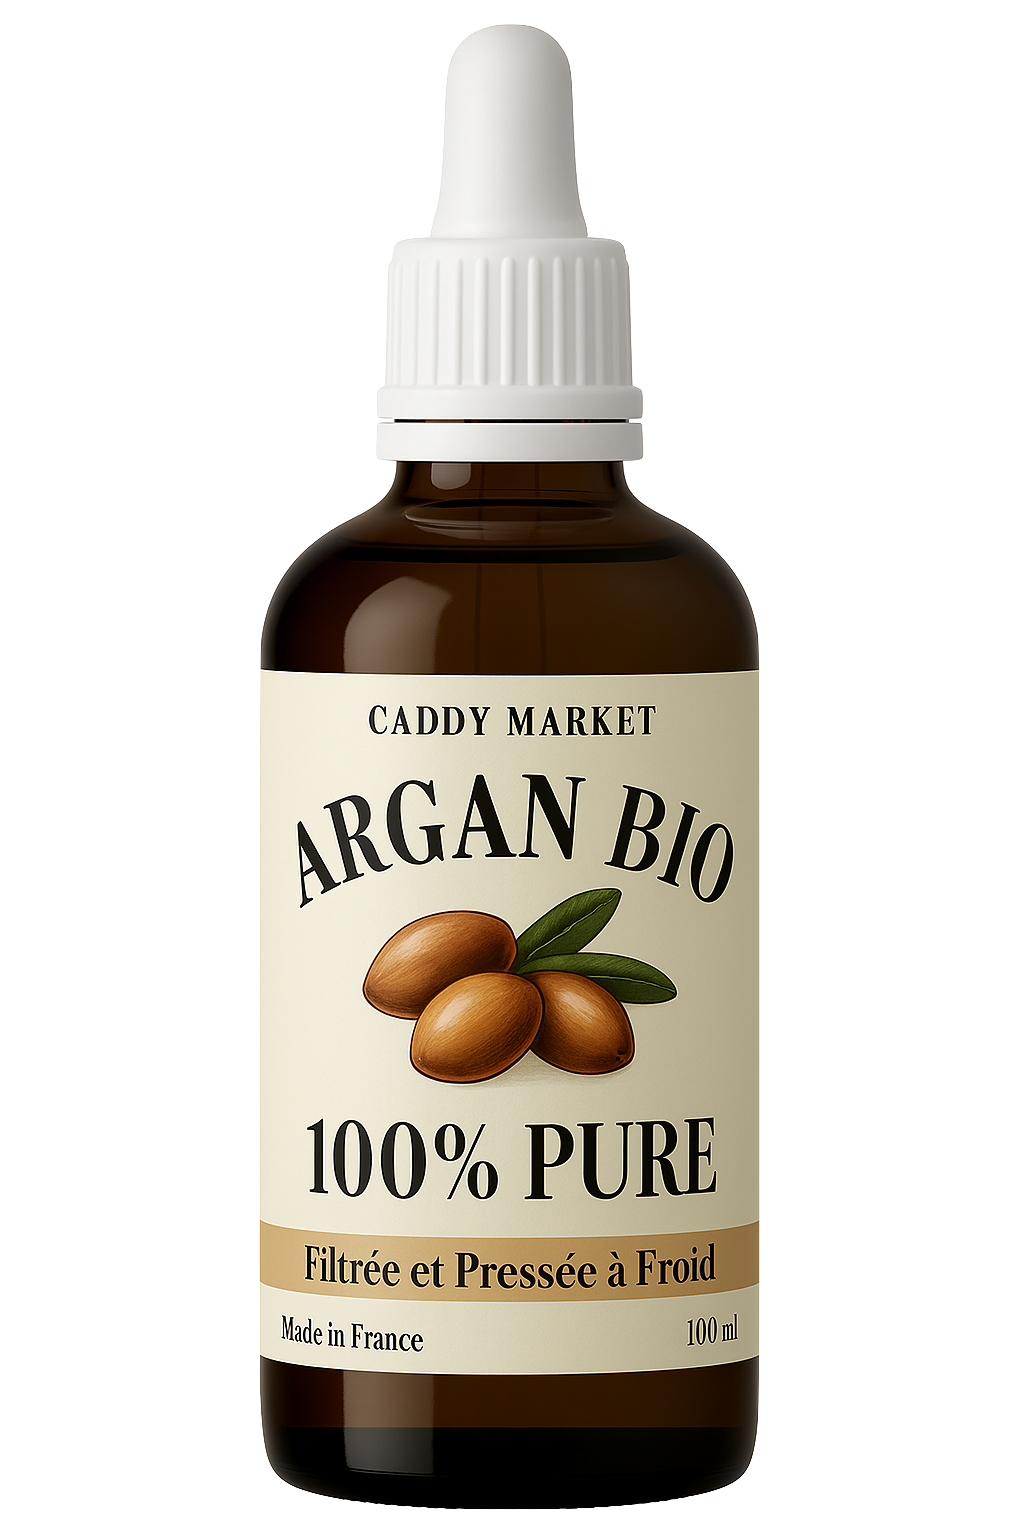 CADDY MARKET
ARGAN BIO
100% PURE
Filtrée et Pressée à Froid
Made in France
100 ml